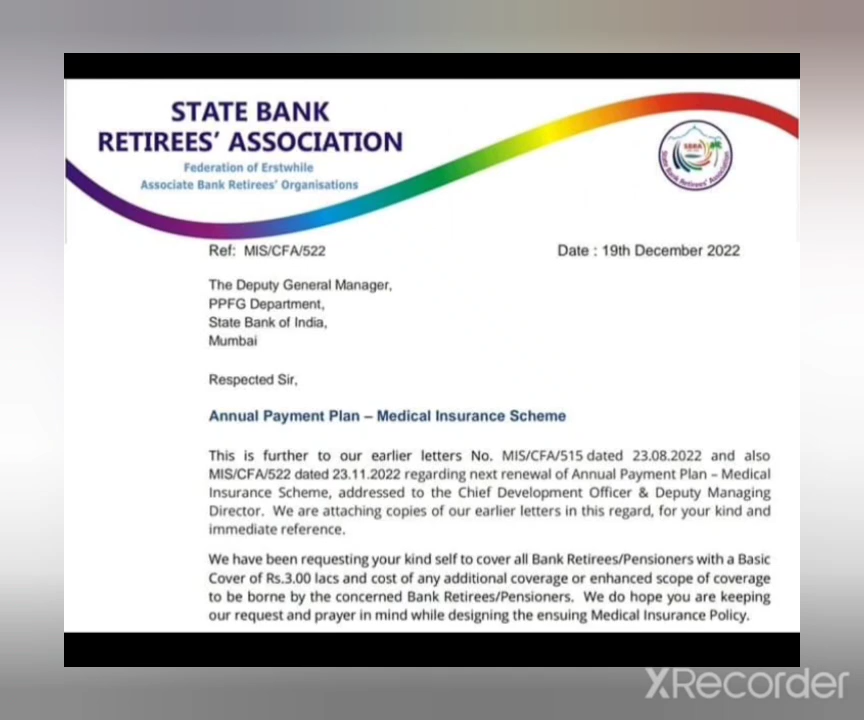 STATE BANK
RETIREES' ASSOCIATION
Federation of Erstwhile
Associate Bank Retirees' Organisations
SBRA
State Bank Retirees' Association
Ref: MIS/CFA/522
Date : 19th December 2022
The Deputy General Manager,
PPFG Department,
State Bank of India,
Mumbai
Respected Sir,
Annual Payment Plan – Medical Insurance Scheme
This is further to our earlier letters No. MIS/CFA/515 dated 23.08.2022 and also
MIS/CFA/522 dated 23.11.2022 regarding next renewal of Annual Payment Plan – Medical
Insurance Scheme, addressed to the Chief Development Officer & Deputy Managing
Director. We are attaching copies of our earlier letters in this regard, for your kind and
immediate reference.
We have been requesting your kind self to cover all Bank Retirees/Pensioners with a Basic
Cover of Rs.3.00 lacs and cost of any additional coverage or enhanced scope of coverage
to be borne by the concerned Bank Retirees/Pensioners. We do hope you are keeping
our request and prayer in mind while designing the ensuing Medical Insurance Policy.
XRecorder